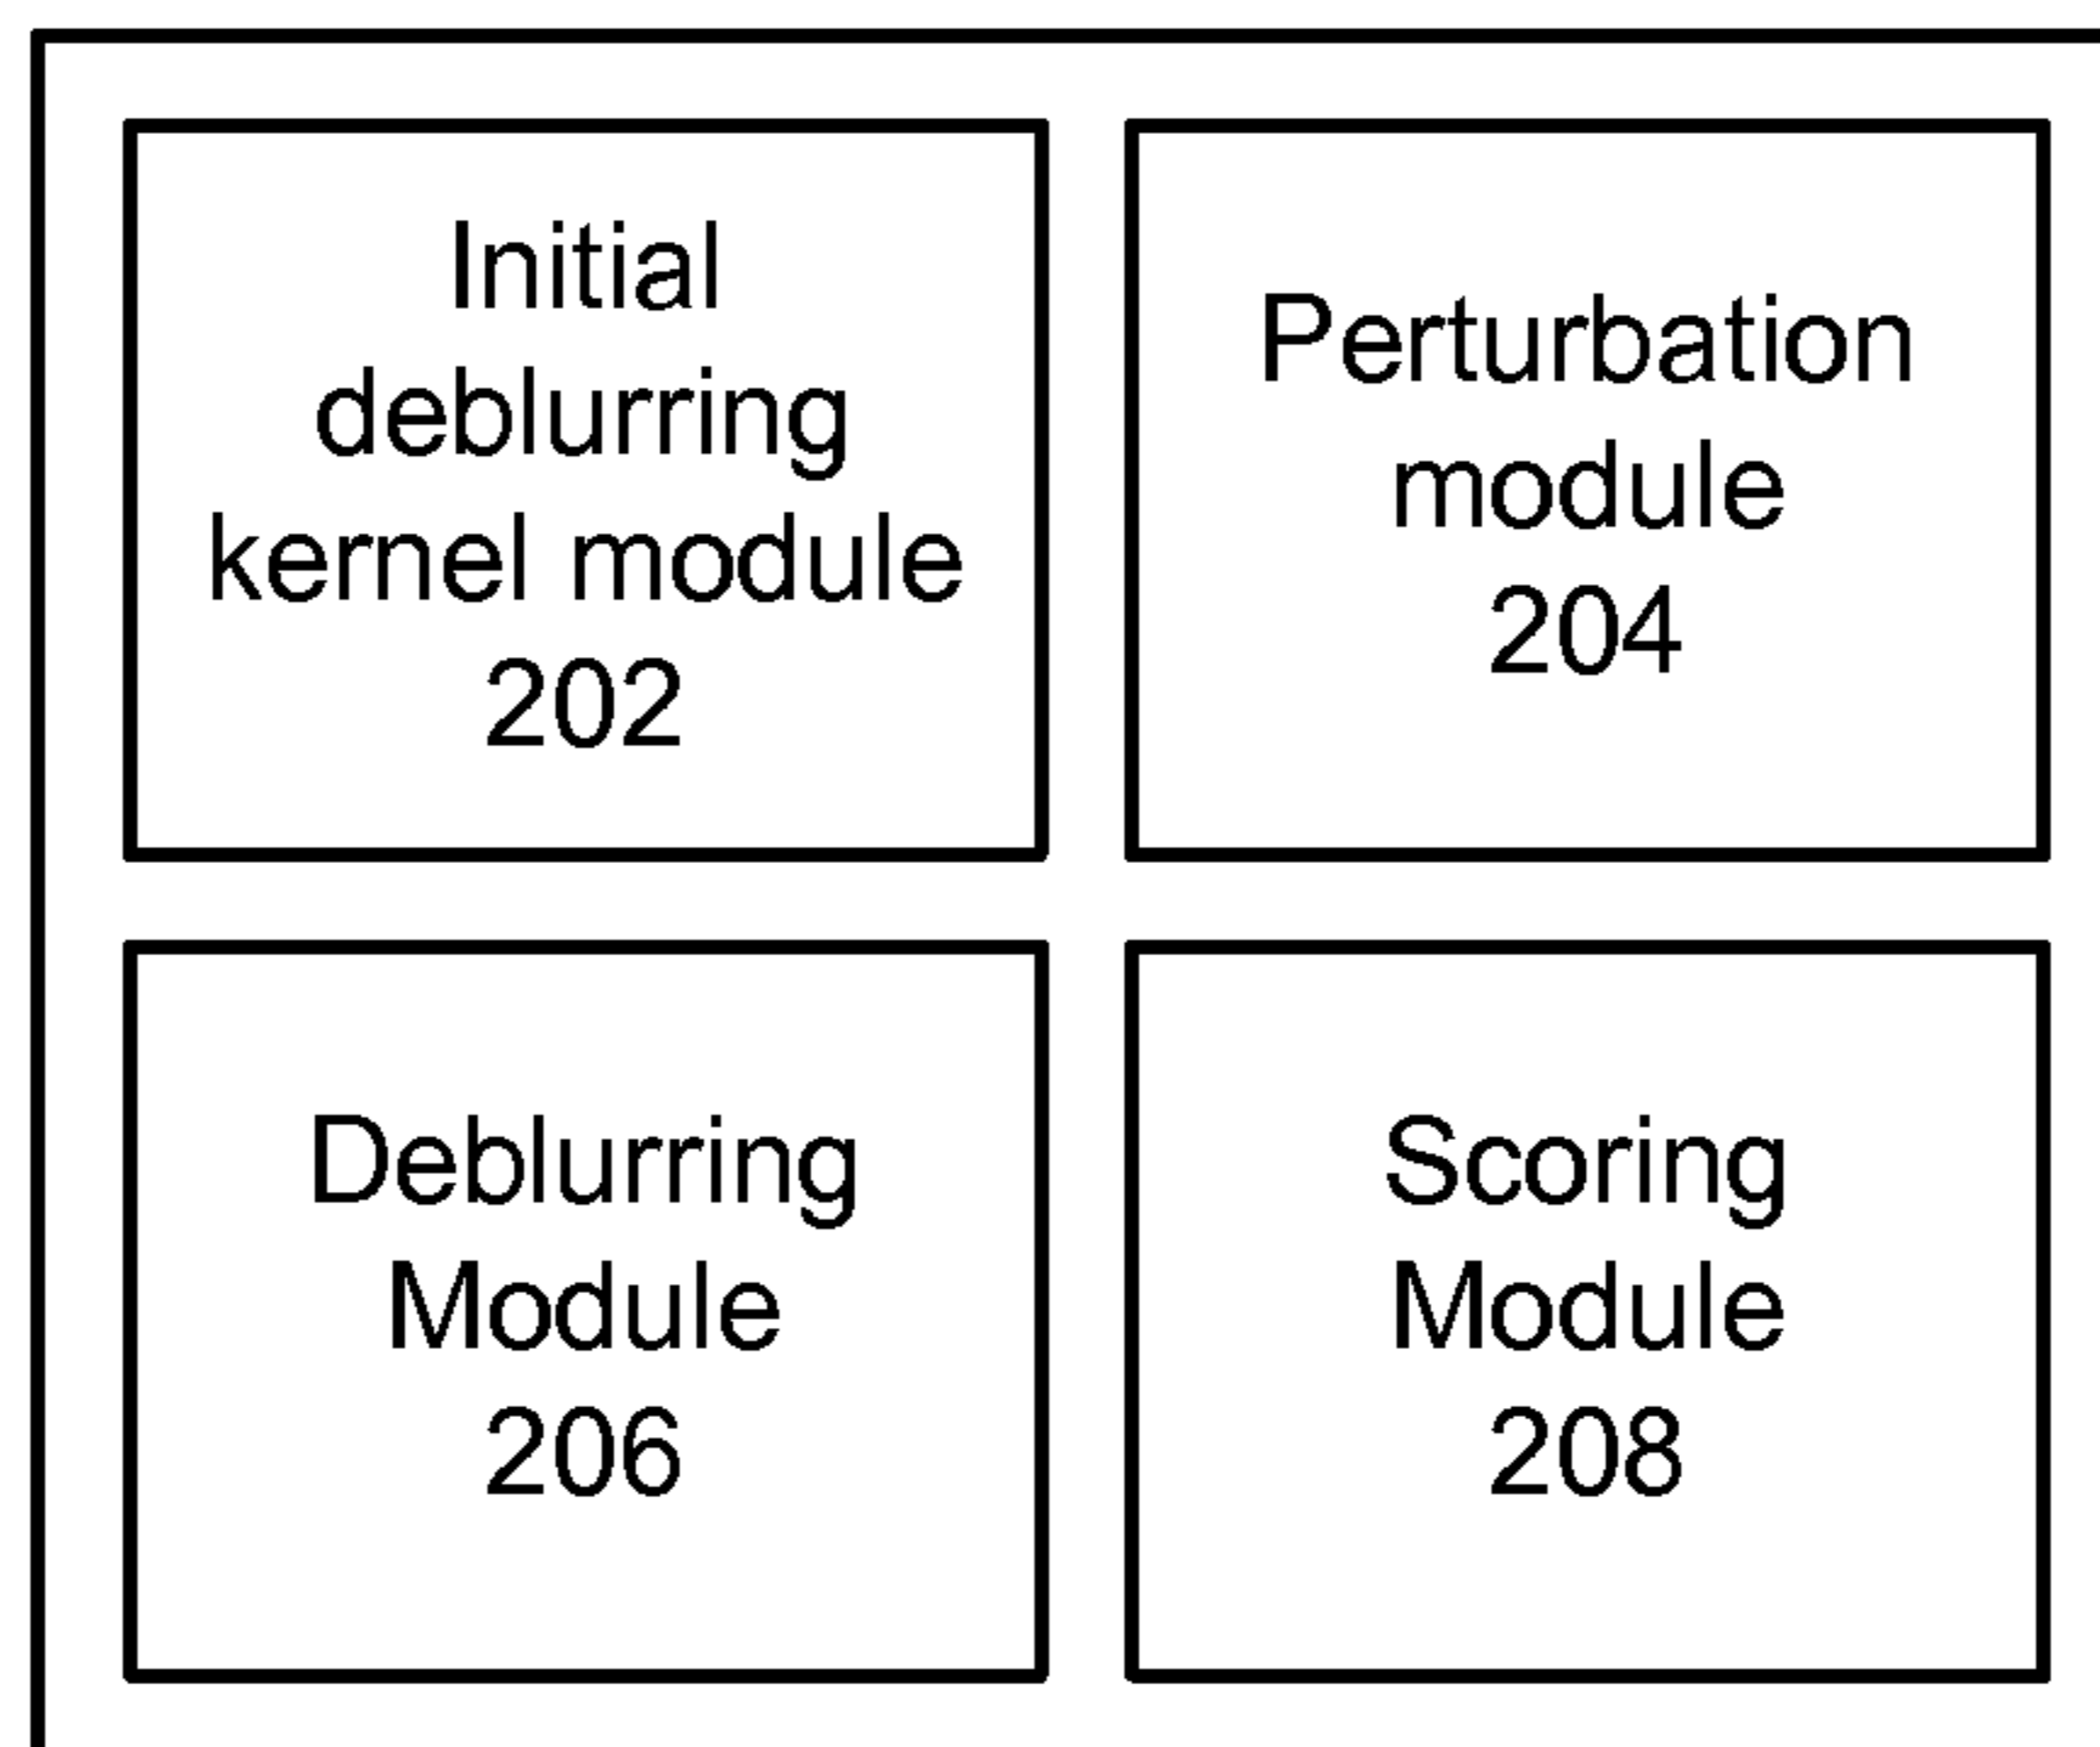 Initial
deblurring
kernel module
202
Perturbation
module
204
Deblurring
Module
206
Scoring
Module
208